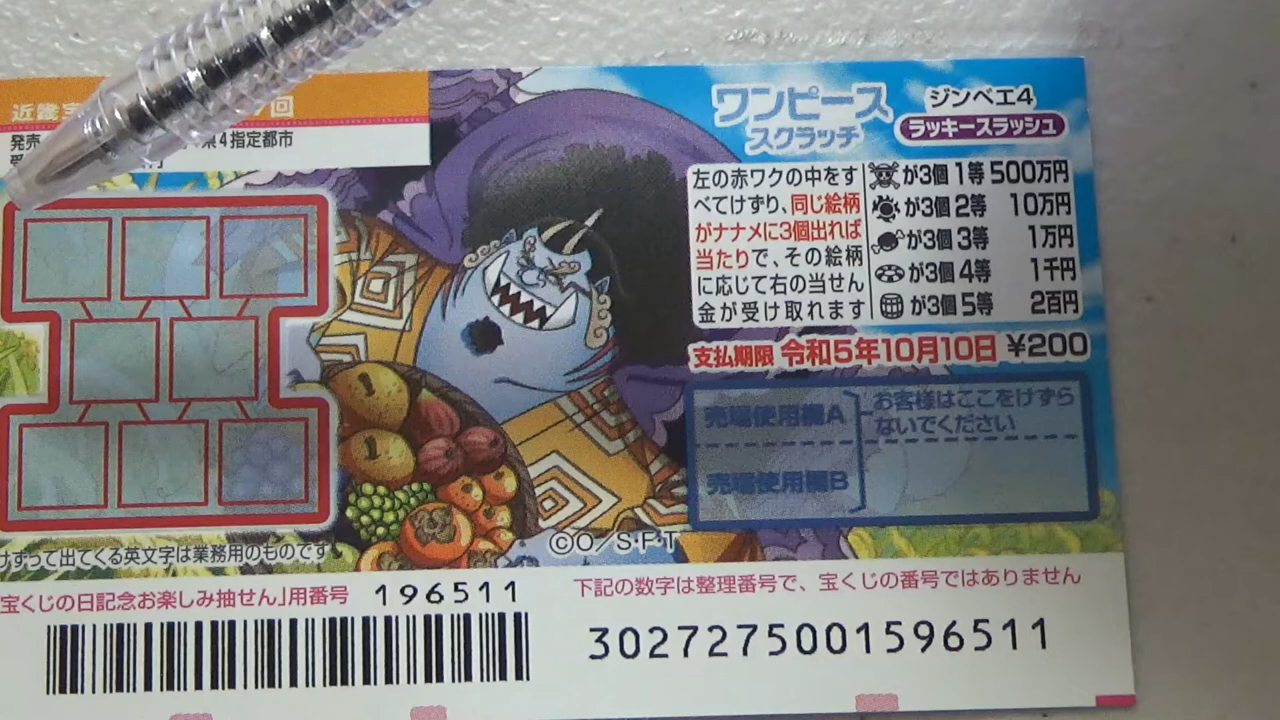 近畿宝 回
発売 県4指定都市
受
ワンピース
スクラッチ
ジンベエ4
ラッキースラッシュ
左の赤ワクの中をす
べてけずり、同じ絵柄
がナナメに3個出れば
当たりで、その絵柄
に応じて右の当せん
金が受け取れます
が3個 1等 500万円
が3個 2等 10万円
が3個 3等 1万円
が3個 4等 1千円
が3個 5等 2百円
支払期限 令和5年10月10日 ¥200
売場使用欄A
売場使用欄B
お客様はここをけずら
ないでください
©O/S・F・T
けずって出てくる英文字は業務用のものです
宝くじの日記念お楽しみ抽せん」用番号 196511
下記の数字は整理番号で、宝くじの番号ではありません
3027275001596511